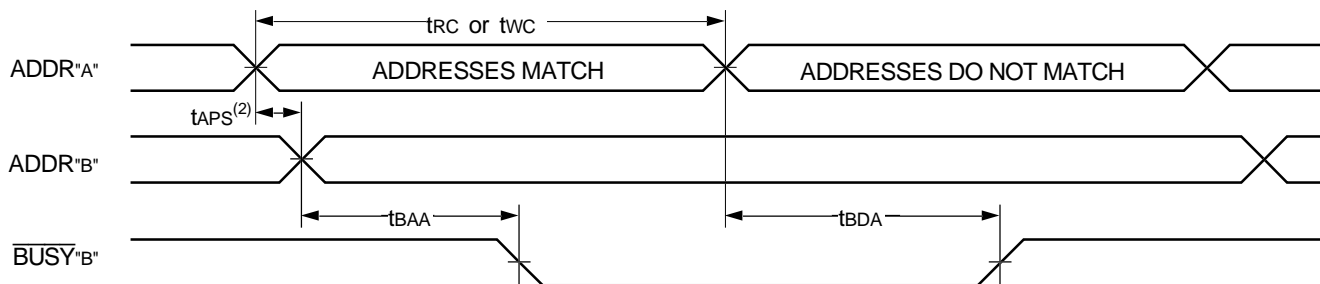 tRC or tWC
ADDR"A"
ADDRESSES MATCH
ADDRESSES DO NOT MATCH
tAPS(2)
ADDR"B"
tBAA
tBDA
BUSY"B"